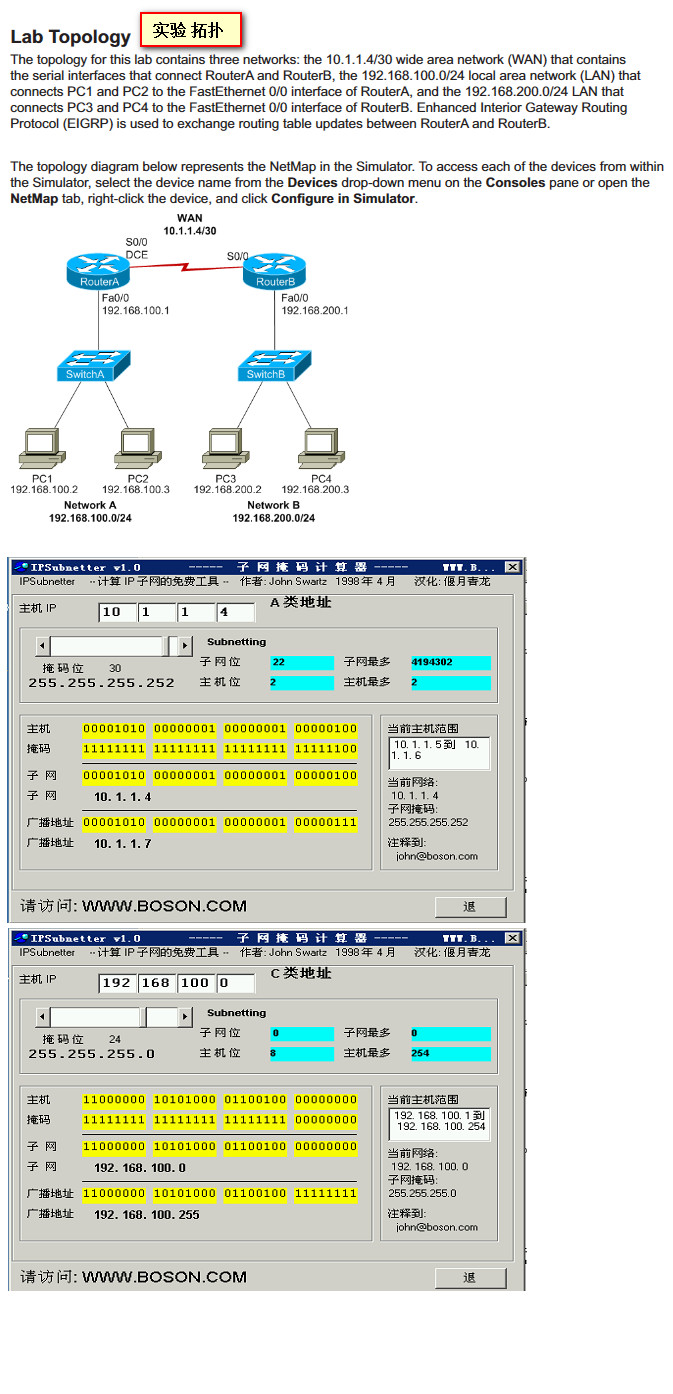 Lab Topology
实验 拓扑
The topology for this lab contains three networks: the 10.1.1.4/30 wide area network (WAN) that contains
the serial interfaces that connect RouterA and RouterB, the 192.168.100.0/24 local area network (LAN) that
connects PC1 and PC2 to the FastEthernet 0/0 interface of RouterA, and the 192.168.200.0/24 LAN that
connects PC3 and PC4 to the FastEthernet 0/0 interface of RouterB. Enhanced Interior Gateway Routing
Protocol (EIGRP) is used to exchange routing table updates between RouterA and RouterB.
The topology diagram below represents the NetMap in the Simulator. To access each of the devices from within
the Simulator, select the device name from the Devices drop-down menu on the Consoles pane or open the
NetMap tab, right-click the device, and click Configure in Simulator.
WAN
10.1.1.4/30
S0/0
DCE
S0/0
RouterA
RouterB
Fa0/0
192.168.100.1
Fa0/0
192.168.200.1
SwitchA
SwitchB
PC1
192.168.100.2
PC2
192.168.100.3
PC3
192.168.200.2
PC4
192.168.200.3
Network A
192.168.100.0/24
Network B
192.168.200.0/24
IPSubnetter v1.0 ----- 子 网 掩 码 计 算 器 ----- WWW.B...
IPSubnetter -- 计算 IP 子网的免费工具 -- 作者: John Swartz 1998 年 4 月 汉化: 偃月青龙
主机 IP 10 1 1 4 A 类地址
Subnetting
掩 码 位 30
255.255.255.252
子 网 位 22 子网最多 4194302
主 机 位 2 主机最多 2
主机 00001010 00000001 00000001 00000100
掩码 11111111 11111111 11111111 11111100
子 网 00001010 00000001 00000001 00000100
子 网 10. 1. 1. 4
广播地址 00001010 00000001 00000001 00000111
广播地址 10. 1. 1. 7
当前主机范围
10. 1. 1. 5 到 10.
1. 1. 6
当前网络:
10. 1. 1. 4
子网掩码:
255.255.255.252
注释到:
john@boson.com
请访问: WWW.BOSON.COM
退
IPSubnetter v1.0 ----- 子 网 掩 码 计 算 器 ----- WWW.B...
IPSubnetter -- 计算 IP 子网的免费工具 -- 作者: John Swartz 1998 年 4 月 汉化: 偃月青龙
主机 IP 192 168 100 0 C 类地址
Subnetting
掩 码 位 24
255.255.255.0
子 网 位 0 子网最多 0
主 机 位 8 主机最多 254
主机 11000000 10101000 01100100 00000000
掩码 11111111 11111111 11111111 00000000
子 网 11000000 10101000 01100100 00000000
子 网 192. 168. 100. 0
广播地址 11000000 10101000 01100100 11111111
广播地址 192. 168. 100. 255
当前主机范围
192. 168. 100. 1 到
192. 168. 100. 254
当前网络:
192. 168. 100. 0
子网掩码:
255.255.255.0
注释到:
john@boson.com
请访问: WWW.BOSON.COM
退